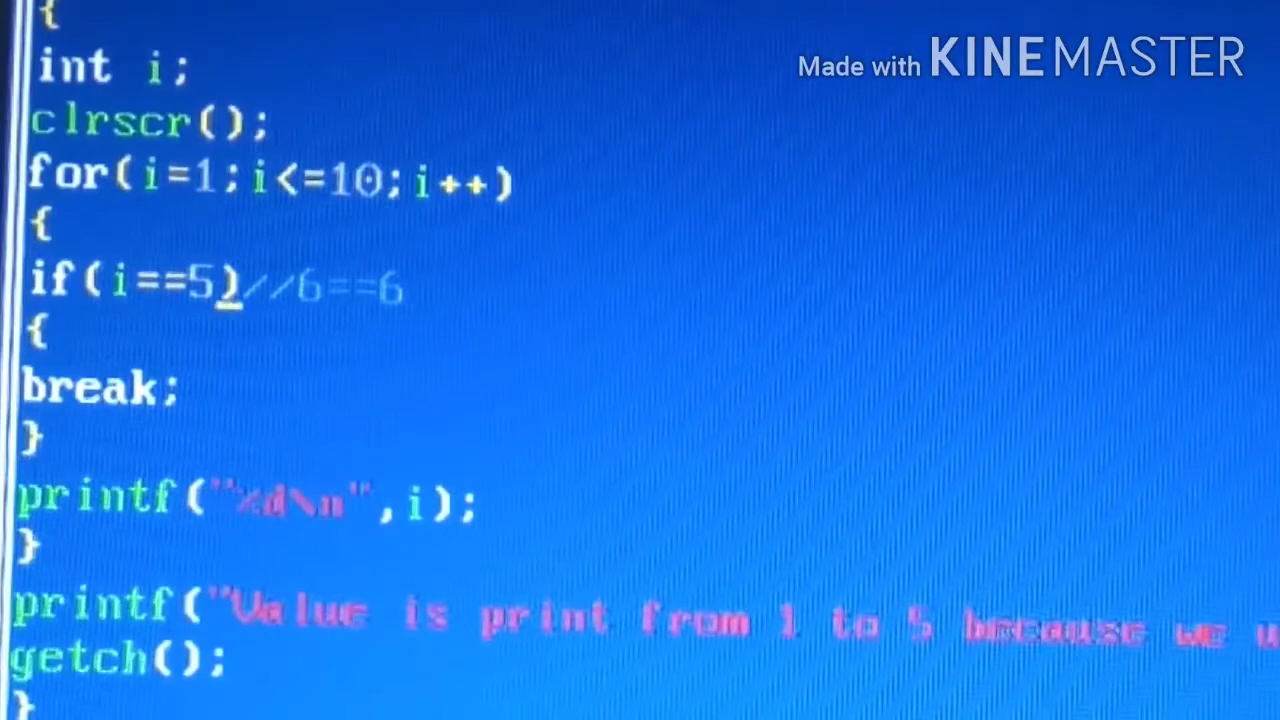 {
Made with KINEMASTER
int i;
clrscr();
for(i=1;i<=10;i++)
{
if(i==5)//6==6
{
break;
}
printf("%d\n",i);
}
printf("Value is print from 1 to 5 because we
getch();
}